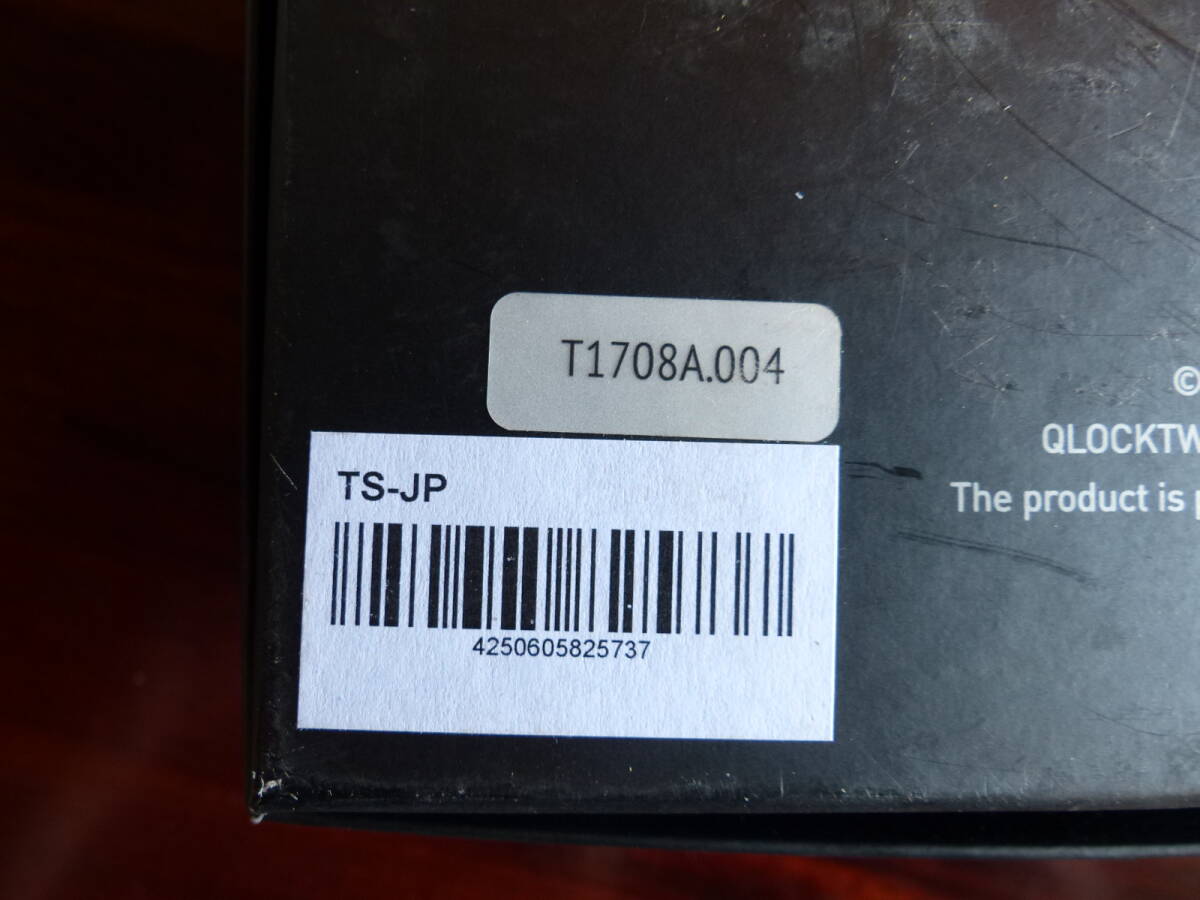 T1708A.004
TS-JP
4250605825737
©
QLOCKTW
The product is